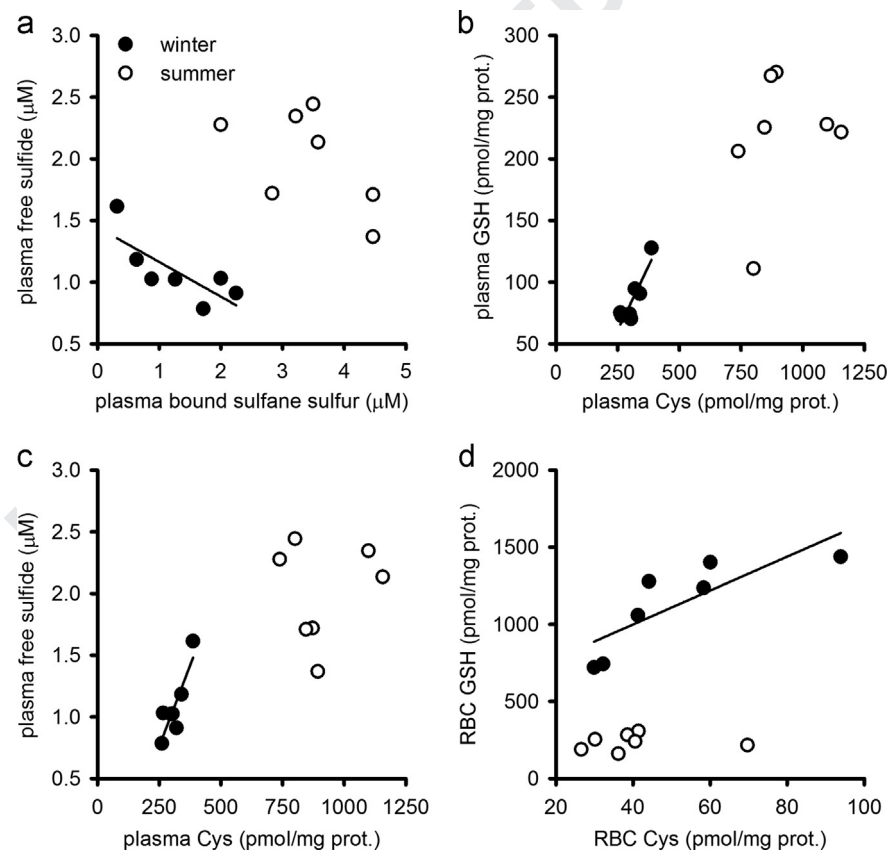 a
3.0
2.5
2.0
1.5
1.0
0.5
0 1 2 3 4 5
plasma free sulfide (μM)
plasma bound sulfane sulfur (μM)
winter
summer
b
300
250
200
150
100
50
0 250 500 750 1000 1250
plasma GSH (pmol/mg prot.)
plasma Cys (pmol/mg prot.)
c
3.0
2.5
2.0
1.5
1.0
0.5
0 250 500 750 1000 1250
plasma free sulfide (μM)
plasma Cys (pmol/mg prot.)
d
2000
1500
1000
500
0
20 40 60 80 100
RBC GSH (pmol/mg prot.)
RBC Cys (pmol/mg prot.)